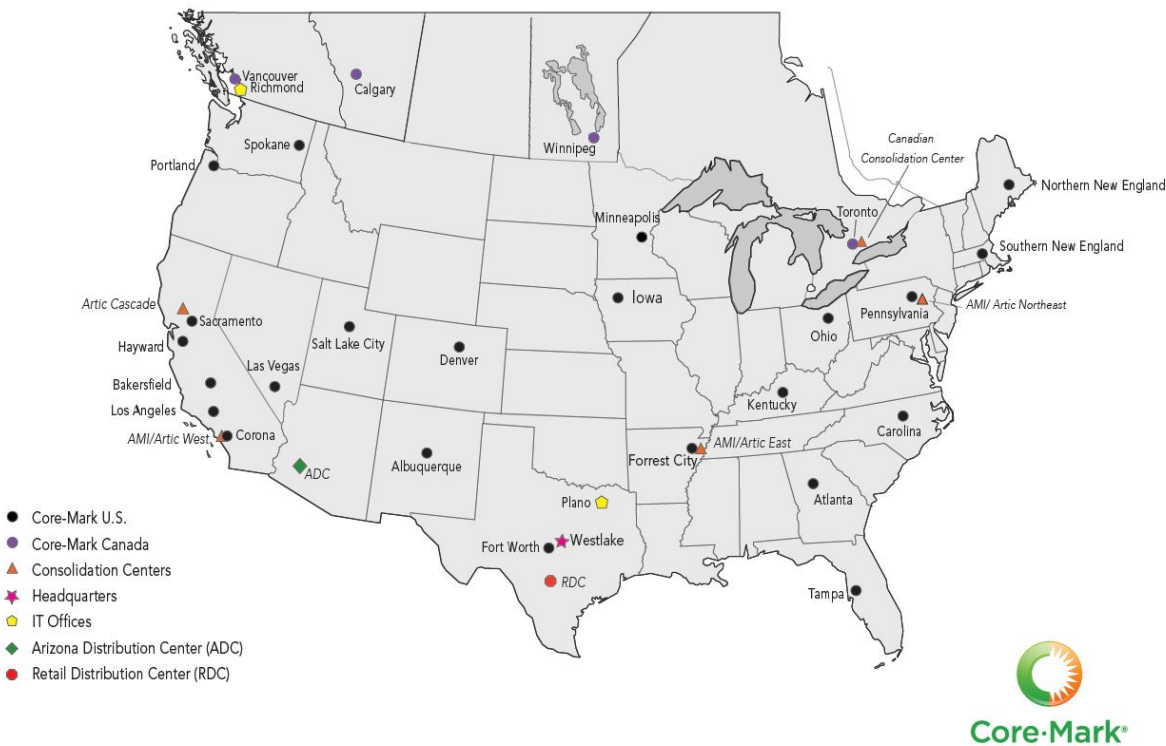 Vancouver
Richmond
Calgary
Winnipeg
Canadian
Consolidation Center
Spokane
Portland
Northern New England
Minneapolis
Toronto
Southern New England
Artic Cascade
Sacramento
Iowa
Pennsylvania
AMI/ Artic Northeast
Hayward
Salt Lake City
Denver
Ohio
Las Vegas
Bakersfield
Kentucky
Los Angeles
Carolina
AMI/Artic West
Corona
AMI/Artic East
Forrest City
ADC
Albuquerque
Atlanta
Plano
Fort Worth
Westlake
RDC
Tampa
Core-Mark U.S.
Core-Mark Canada
Consolidation Centers
Headquarters
IT Offices
Arizona Distribution Center (ADC)
Retail Distribution Center (RDC)
Core·Mark®